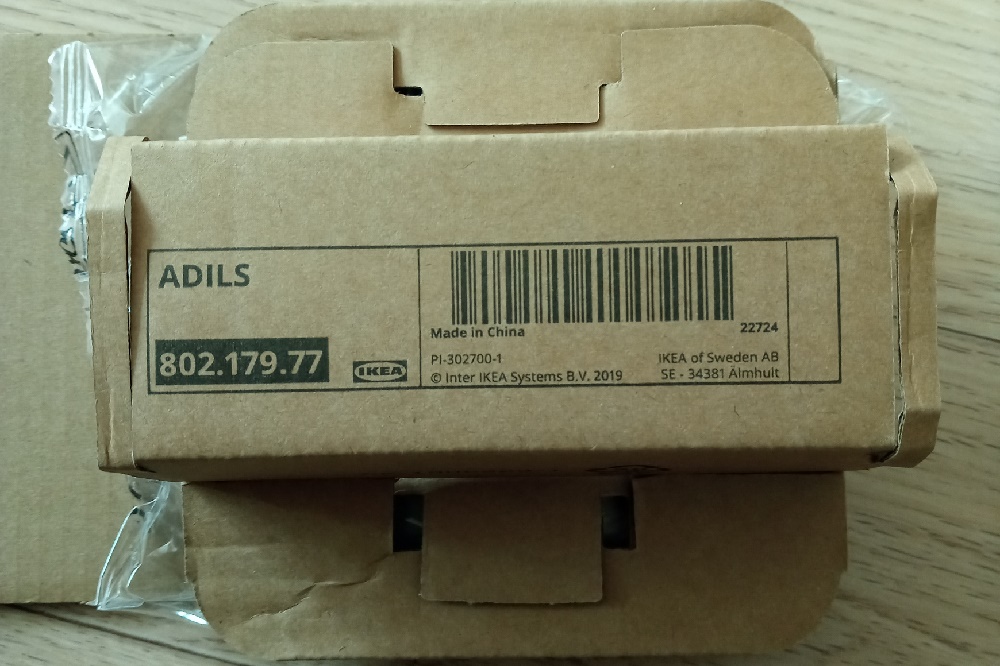 ADILS
802.179.77
IKEA
Made in China
22724
PI-302700-1
© Inter IKEA Systems B.V. 2019
IKEA of Sweden AB
SE - 34381 Älmhult